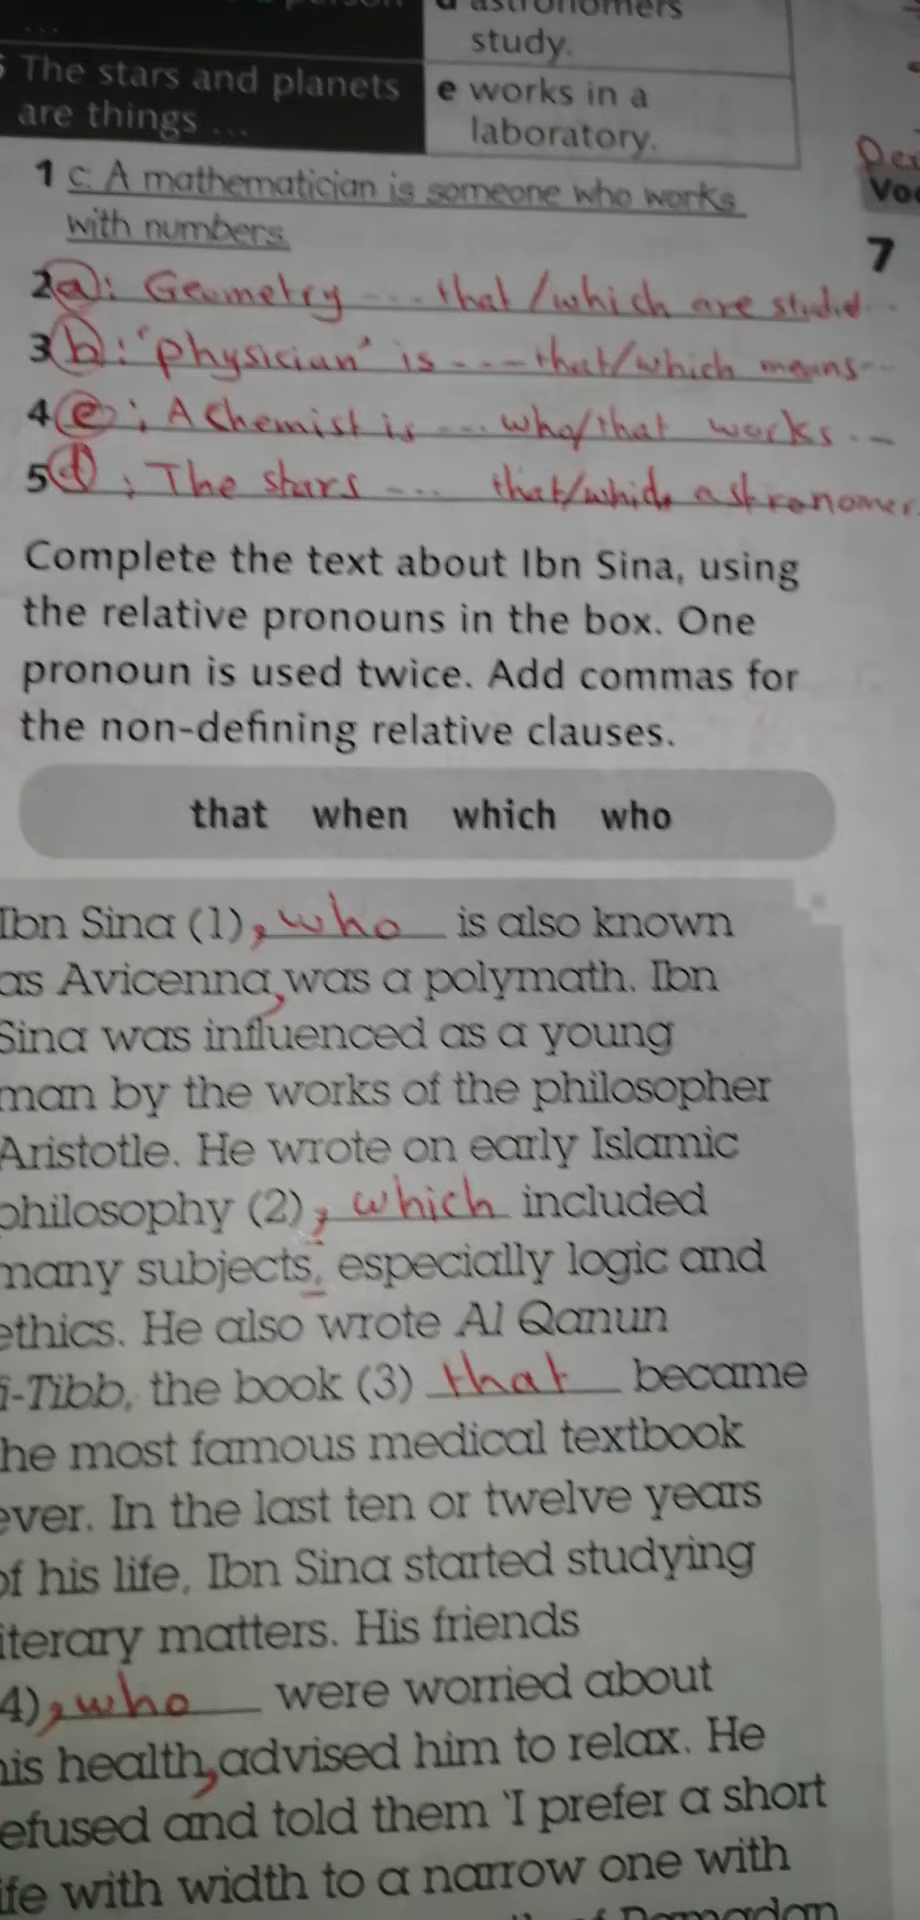 astronomers
study.
The stars and planets
are things ...
e works in a
laboratory.
1 c A mathematician is someone who works
with numbers.
Vo
7
2 a: Geometry ... that/which are studied...
3 b: 'physician' is ... that/which means...
4 e: A Chemist is ... who/that works...
5 d: The stars ... that/which astronomer
Complete the text about Ibn Sina, using
the relative pronouns in the box. One
pronoun is used twice. Add commas for
the non-defining relative clauses.
that when which who
Ibn Sina (1), who is also known
as Avicenna, was a polymath. Ibn
Sina was influenced as a young
man by the works of the philosopher
Aristotle. He wrote on early Islamic
philosophy (2), which included
many subjects, especially logic and
ethics. He also wrote Al Qanun
i-Tibb, the book (3) that became
he most famous medical textbook
ever. In the last ten or twelve years
of his life, Ibn Sina started studying
iterary matters. His friends
4), who were worried about
his health, advised him to relax. He
efused and told them 'I prefer a short
ife with width to a narrow one with